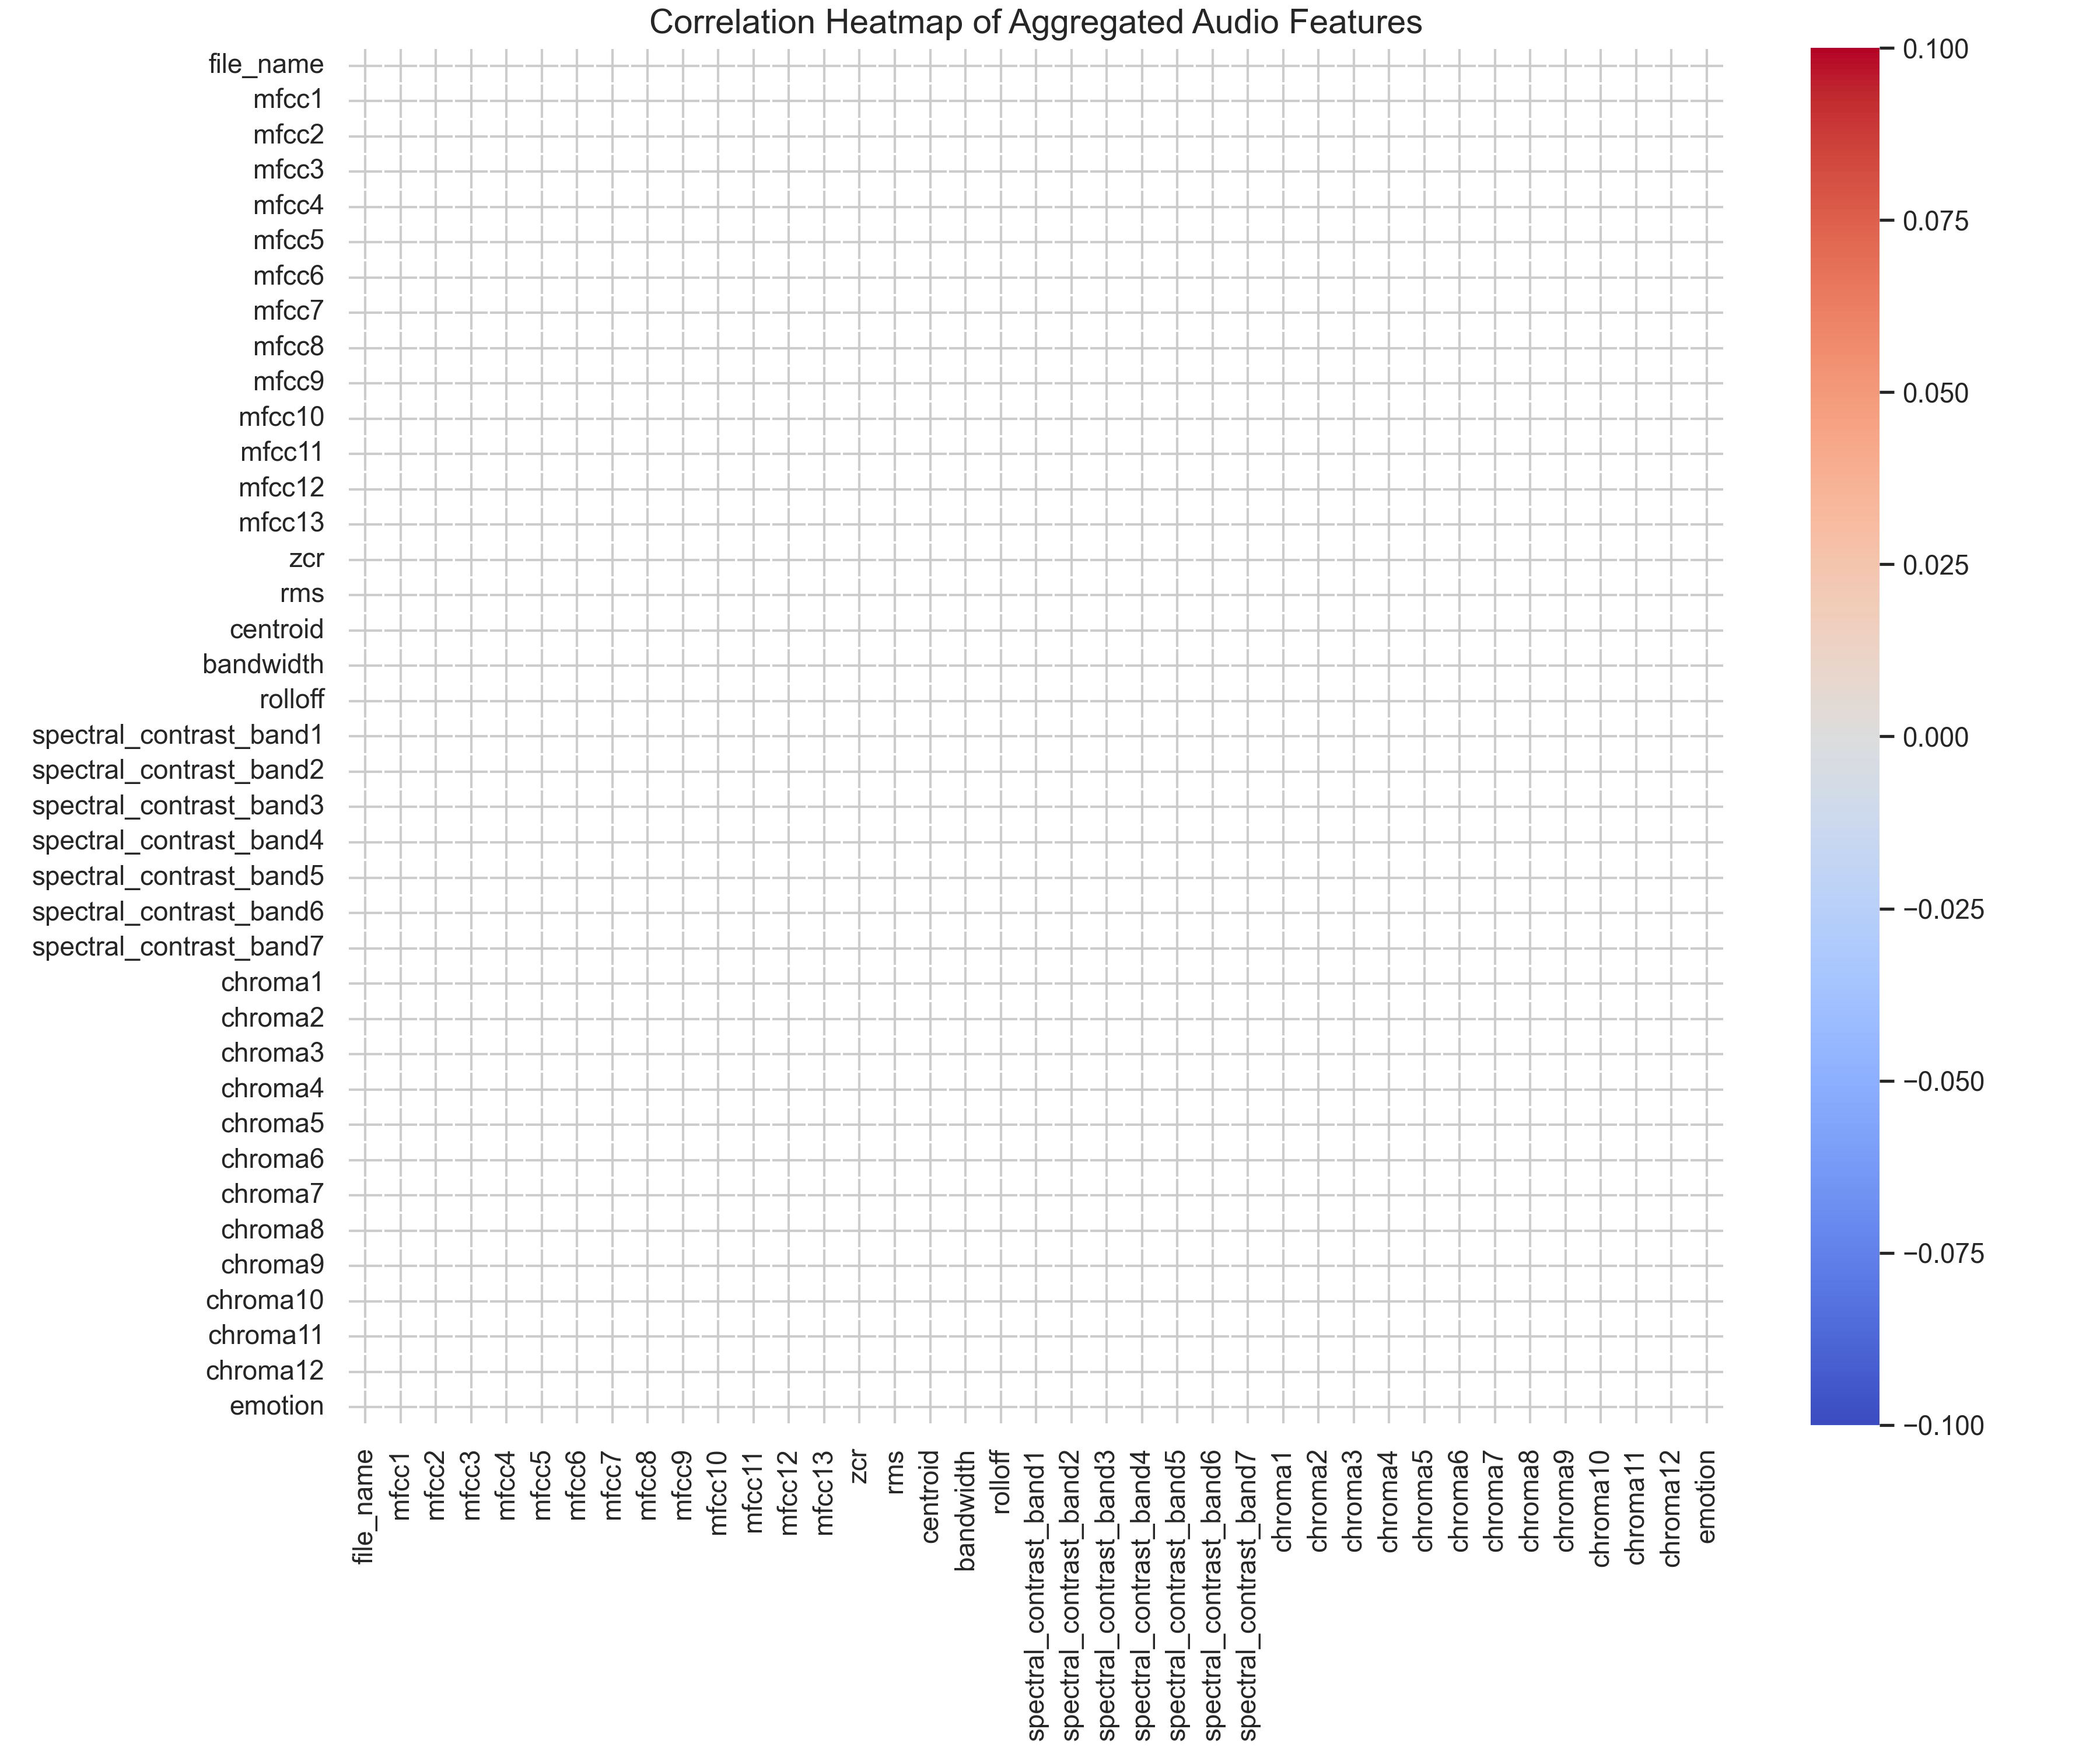 Correlation Heatmap of Aggregated Audio Features
file_name
mfcc1
mfcc2
mfcc3
mfcc4
mfcc5
mfcc6
mfcc7
mfcc8
mfcc9
mfcc10
mfcc11
mfcc12
mfcc13
zcr
rms
centroid
bandwidth
rolloff
spectral_contrast_band1
spectral_contrast_band2
spectral_contrast_band3
spectral_contrast_band4
spectral_contrast_band5
spectral_contrast_band6
spectral_contrast_band7
chroma1
chroma2
chroma3
chroma4
chroma5
chroma6
chroma7
chroma8
chroma9
chroma10
chroma11
chroma12
emotion
file_name
mfcc1
mfcc2
mfcc3
mfcc4
mfcc5
mfcc6
mfcc7
mfcc8
mfcc9
mfcc10
mfcc11
mfcc12
mfcc13
zcr
rms
centroid
bandwidth
rolloff
spectral_contrast_band1
spectral_contrast_band2
spectral_contrast_band3
spectral_contrast_band4
spectral_contrast_band5
spectral_contrast_band6
spectral_contrast_band7
chroma1
chroma2
chroma3
chroma4
chroma5
chroma6
chroma7
chroma8
chroma9
chroma10
chroma11
chroma12
emotion
0.100
0.075
0.050
0.025
0.000
−0.025
−0.050
−0.075
−0.100